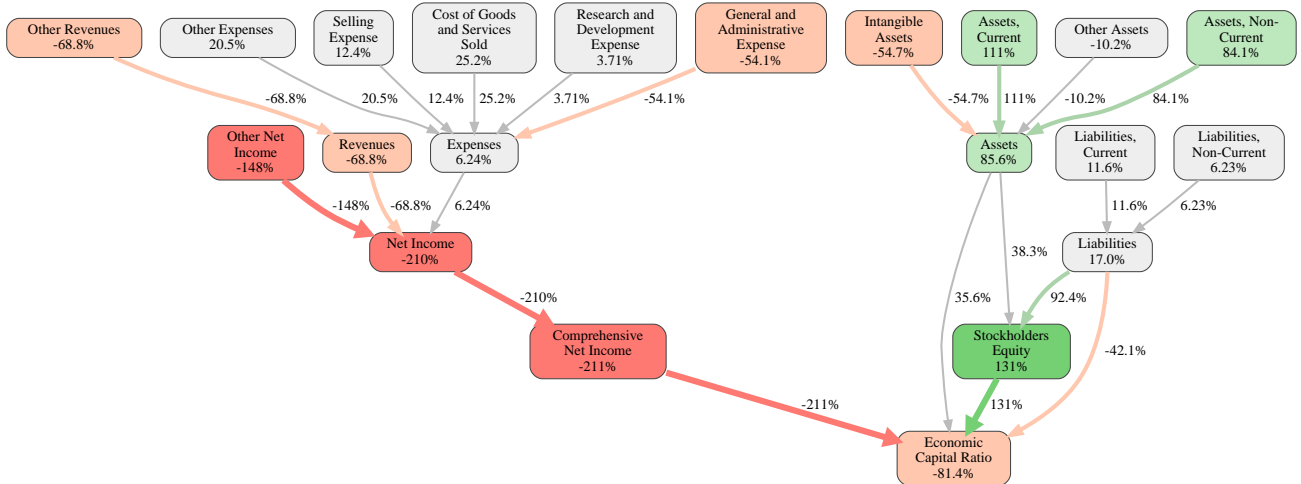 Other Revenues
-68.8%
Other Expenses
20.5%
Selling
Expense
12.4%
Cost of Goods
and Services
Sold
25.2%
Research and
Development
Expense
3.71%
General and
Administrative
Expense
-54.1%
Intangible
Assets
-54.7%
Assets,
Current
111%
Other Assets
-10.2%
Assets, Non-
Current
84.1%
-68.8%
20.5%
12.4%
25.2%
3.71%
-54.1%
-54.7%
111%
-10.2%
84.1%
Other Net
Income
-148%
Revenues
-68.8%
Expenses
6.24%
Assets
85.6%
Liabilities,
Current
11.6%
Liabilities,
Non-Current
6.23%
-148%
-68.8%
6.24%
11.6%
6.23%
Net Income
-210%
38.3%
Liabilities
17.0%
-210%
35.6%
92.4%
Comprehensive
Net Income
-211%
Stockholders
Equity
131%
-42.1%
-211%
131%
Economic
Capital Ratio
-81.4%